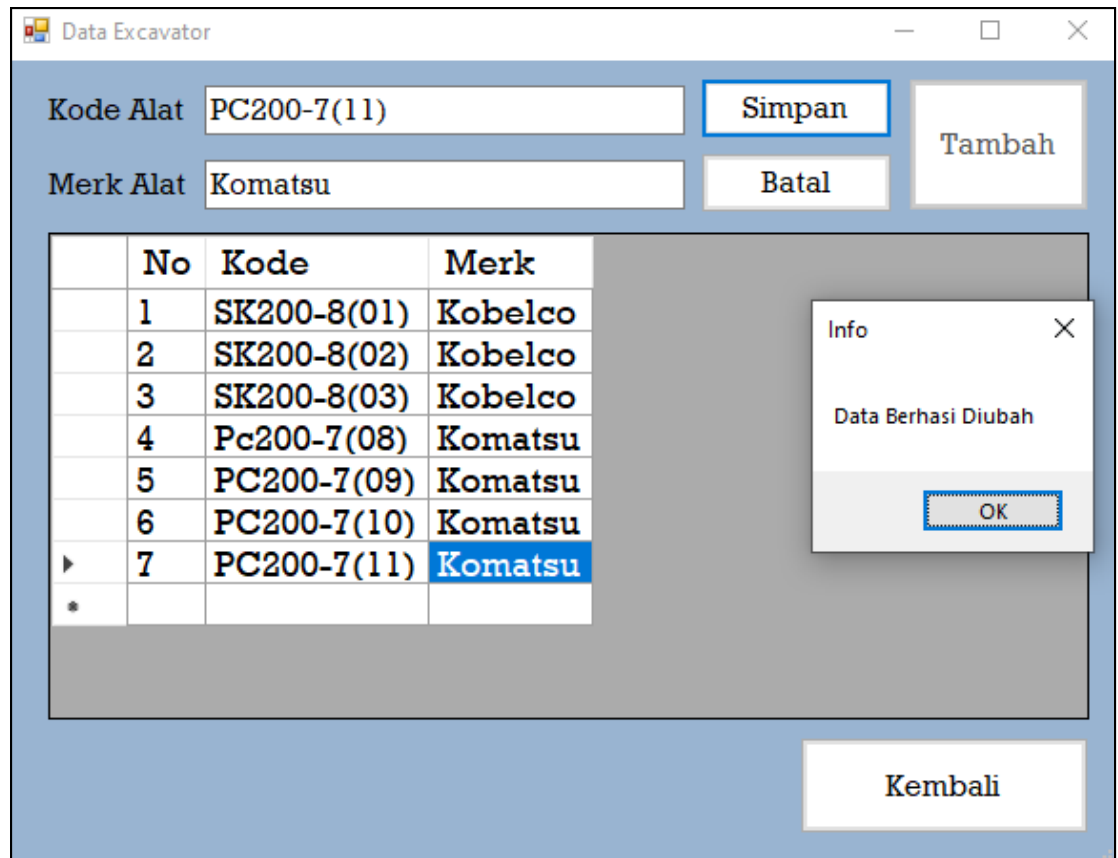 Data Excavator
Kode Alat PC200-7(11) Simpan
Tambah
Merk Alat Komatsu Batal
No Kode Merk
1 SK200-8(01) Kobelco
2 SK200-8(02) Kobelco
3 SK200-8(03) Kobelco
4 Pc200-7(08) Komatsu
5 PC200-7(09) Komatsu
6 PC200-7(10) Komatsu
7 PC200-7(11) Komatsu
Info
Data Berhasi Diubah
OK
Kembali